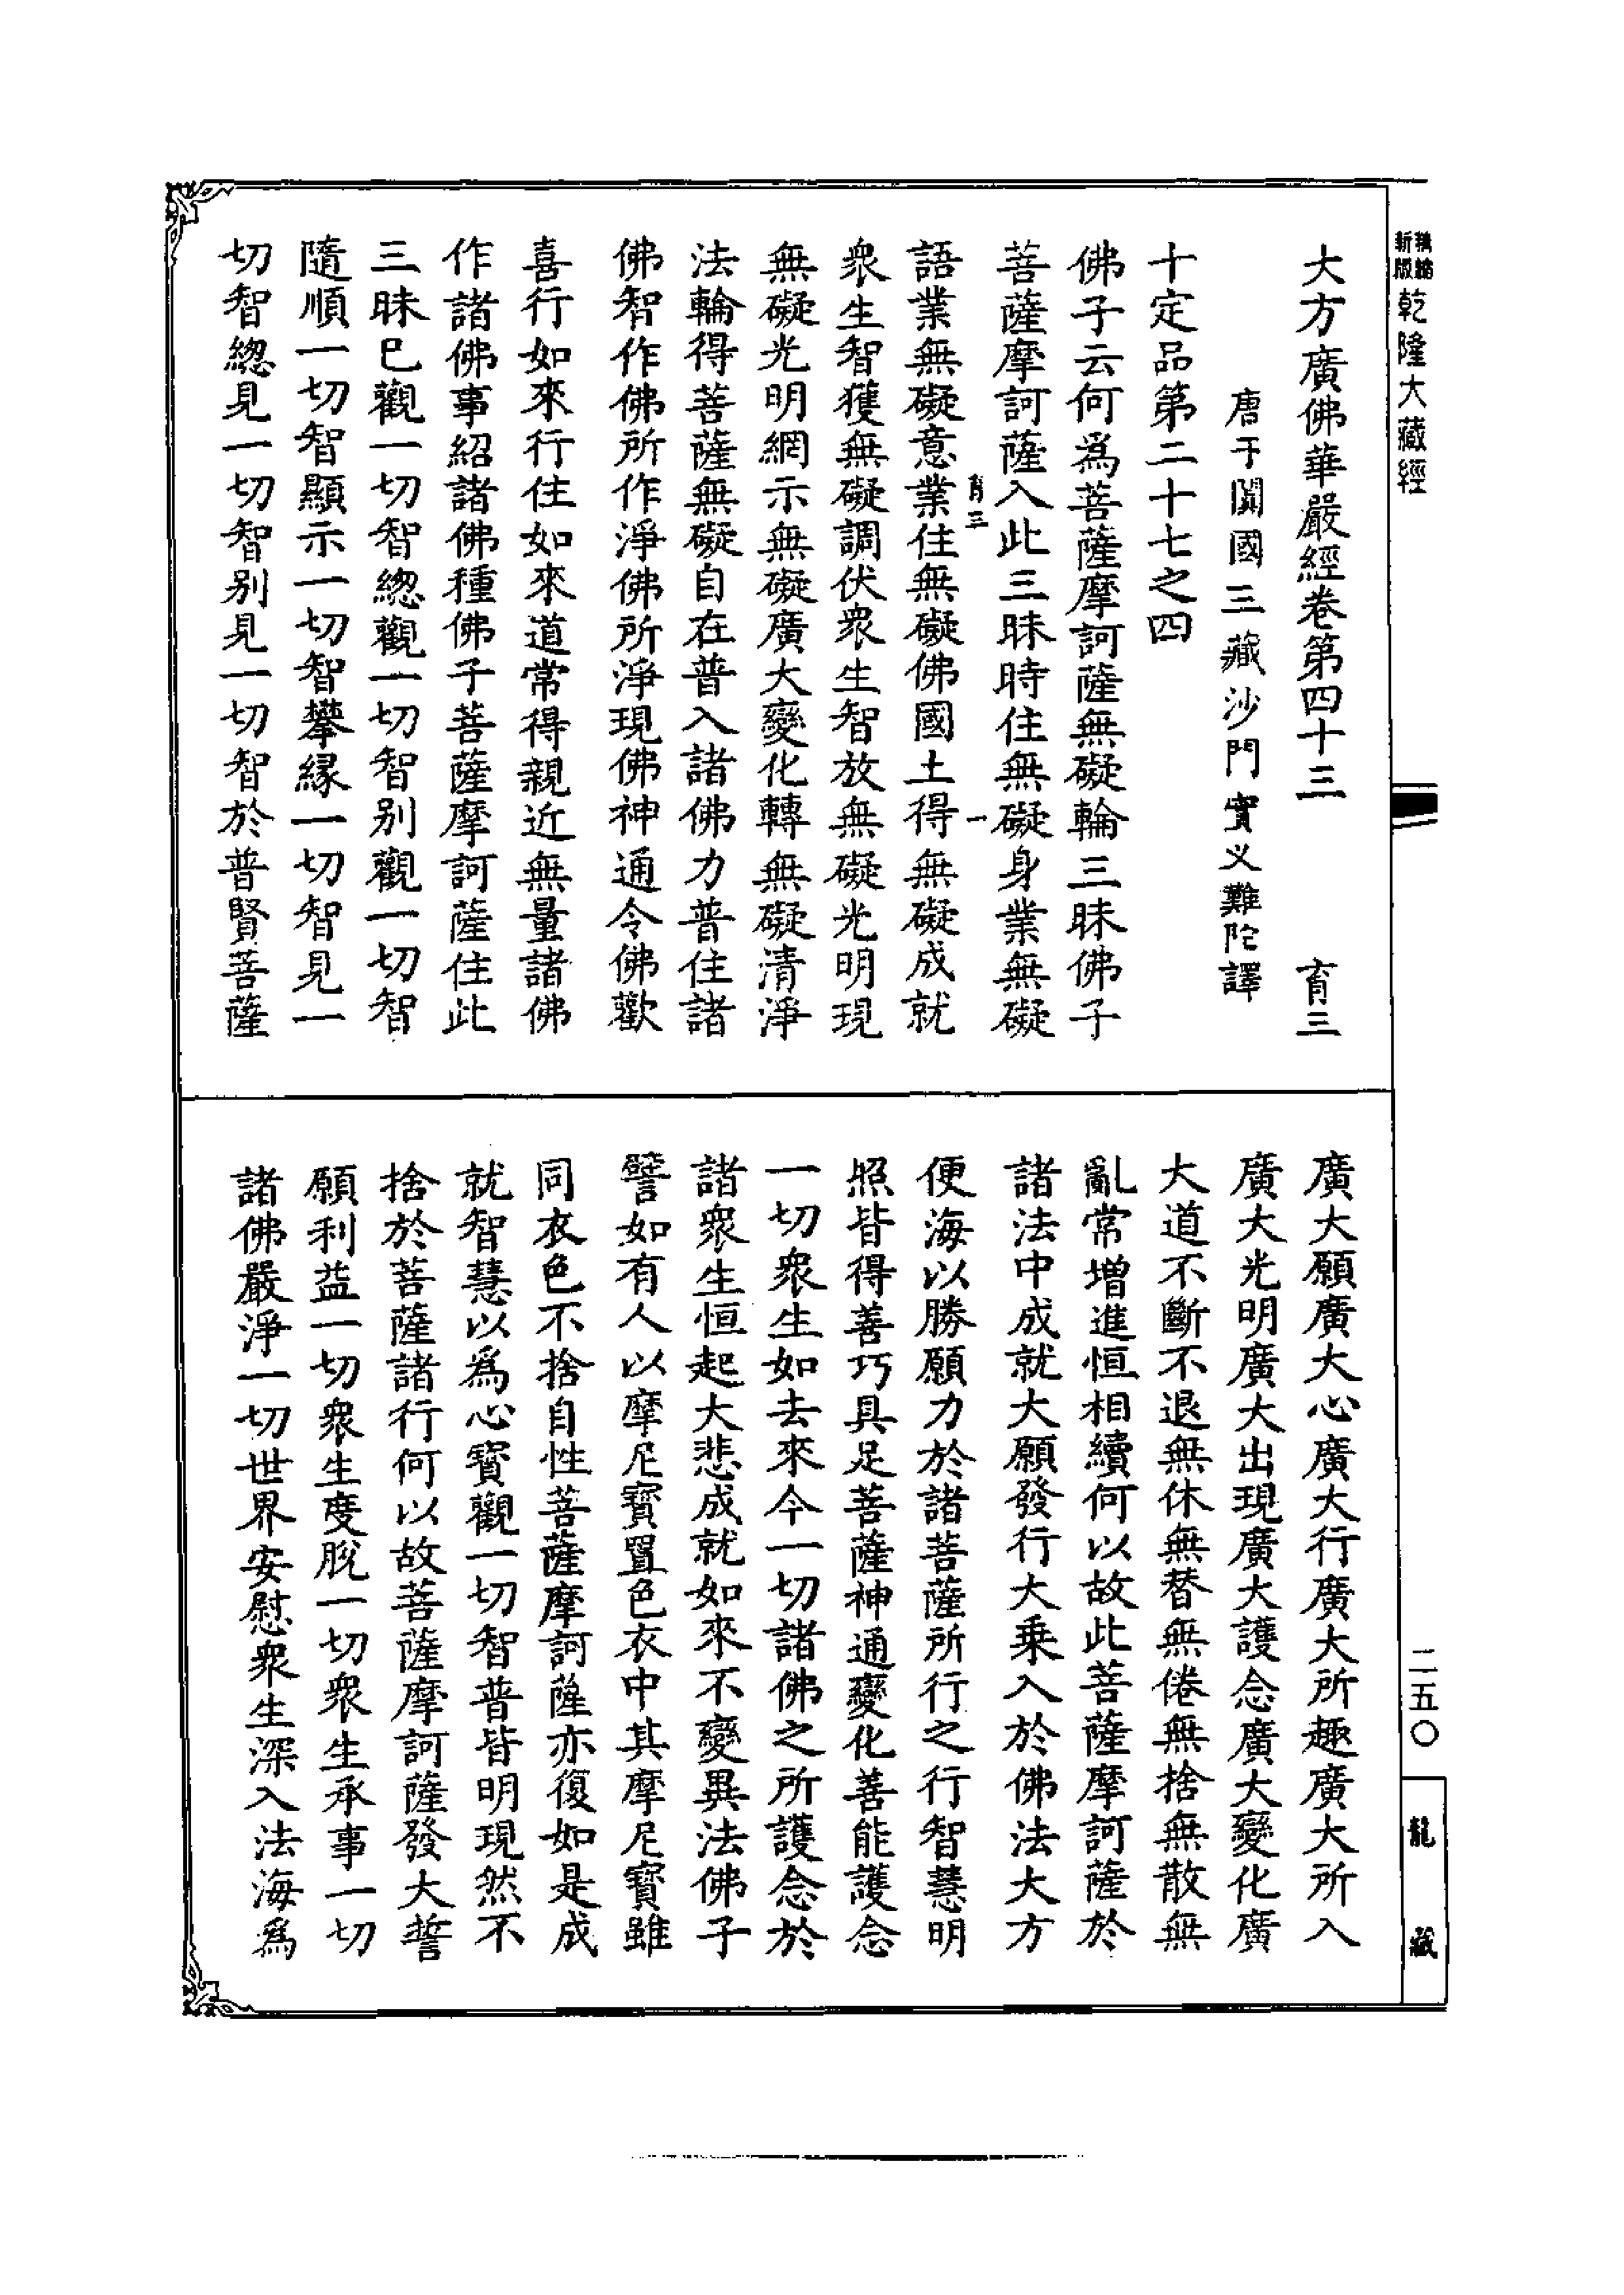 精縮新版乾隆大藏經
大方廣佛華嚴經卷第四十三 育三
唐于闐國三藏沙門實叉難陀譯
十定品第二十七之四
佛子云何爲菩薩摩訶薩無礙輪三昧佛子
菩薩摩訶薩入此三昧時住無礙身業無礙
育三 一
語業無礙意業住無礙佛國土得無礙成就
衆生智獲無礙調伏衆生智放無礙光明現
無礙光明網示無礙廣大變化轉無礙清淨
法輪得菩薩無礙自在普入諸佛力普住諸
佛智作佛所作淨佛所淨現佛神通令佛歡
喜行如來行住如來道常得親近無量諸佛
作諸佛事紹諸佛種佛子菩薩摩訶薩住此
三昧巳觀一切智總觀一切智别觀一切智
隨順一切智顯示一切智攀緣一切智見一
切智總見一切智别見一切智於普賢菩薩
廣大願廣大心廣大行廣大所趣廣大所入
廣大光明廣大出現廣大護念廣大變化廣
大道不斷不退無休無替無倦無捨無散無
亂常增進恒相續何以故此菩薩摩訶薩於
諸法中成就大願發行大乗入於佛法大方
便海以勝願力於諸菩薩所行之行智慧明
照皆得善巧具足菩薩神通變化善能護念
一切衆生如去來今一切諸佛之所護念於
諸衆生恒起大悲成就如來不變異法佛子
譬如有人以摩尼寶置色衣中其摩尼寶雖
同衣色不捨自性菩薩摩訶薩亦復如是成
就智慧以爲心寶觀一切智普皆明現然不
捨於菩薩諸行何以故菩薩摩訶薩發大誓
願利益一切衆生度脫一切衆生承事一切
諸佛嚴淨一切世界安慰衆生深入法海爲
二五〇
龍藏